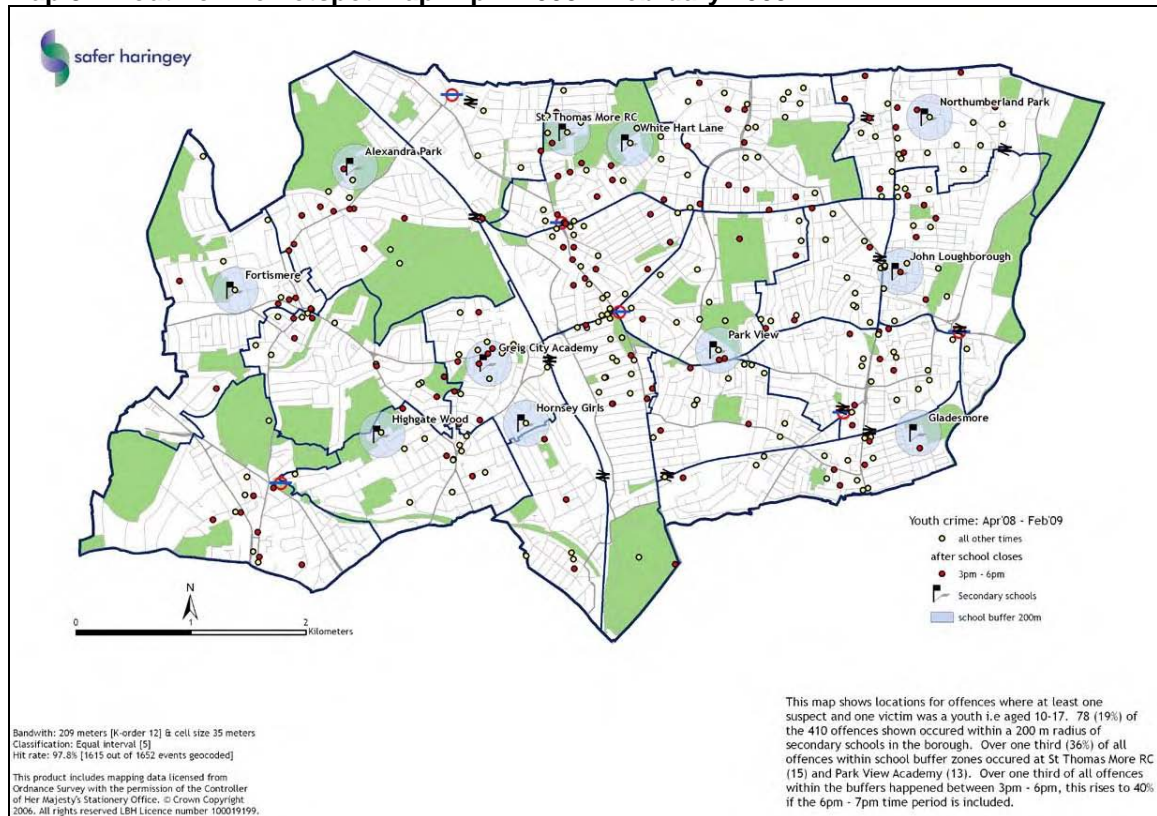 safer haringey
Northumberland Park
St. Thomas More RC
White Hart Lane
Alexandra Park
John Loughborough
Fortismere
Park View
Greig City Academy
Hornsey Girls
Highgate Wood
Gladesmore
Youth crime: Apr'08 - Feb'09
all other times
after school closes
3pm - 6pm
Secondary schools
school buffer 200m
N
0 1 2
Kilometers
This map shows locations for offences where at least one
suspect and one victim was a youth i.e aged 10-17. 78 (19%) of
the 410 offences shown occured within a 200 m radius of
secondary schools in the borough. Over one third (36%) of all
offences within school buffer zones occured at St Thomas More RC
(15) and Park View Academy (13). Over one third of all offences
within the buffers happened between 3pm - 6pm, this rises to 40%
if the 6pm - 7pm time period is included.
Bandwith: 209 meters [K-order 12] & cell size 35 meters
Classification: Equal interval [5]
Hit rate: 97.8% [1615 out of 1652 events geocoded]
This product includes mapping data licensed from
Ordnance Survey with the permission of the Controller
of Her Majesty's Stationery Office. © Crown Copyright
2006. All rights reserved LBH Licence number 100019199.